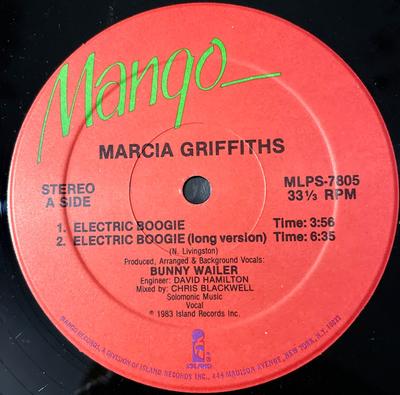 Mango
MARCIA GRIFFITHS
STEREO
A SIDE
MLPS-7805
33⅓ RPM
1. ELECTRIC BOOGIE Time: 3:56
2. ELECTRIC BOOGIE (long version) Time: 6:35
(N. Livingston)
Produced, Arranged & Background Vocals:
BUNNY WAILER
Engineer: DAVID HAMILTON
Mixed by: CHRIS BLACKWELL
Solomonic Music
Vocal
℗ 1983 Island Records Inc.
ISLAND
MANGO RECORDS, A DIVISION OF ISLAND RECORDS INC., 444 MADISON AVENUE, NEW YORK, N.Y. 10022